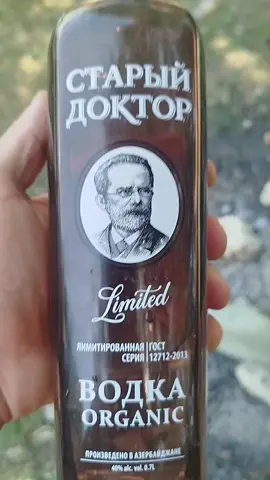 СТАРЫЙ
ДОКТОР
Limited
ЛИМИТИРОВАННАЯ | ГОСТ
СЕРИЯ | 12712-2013
ВОДКА
ORGANIC
ПРОИЗВЕДЕНО В АЗЕРБАЙДЖАНЕ
40% alc. vol. 0.7L